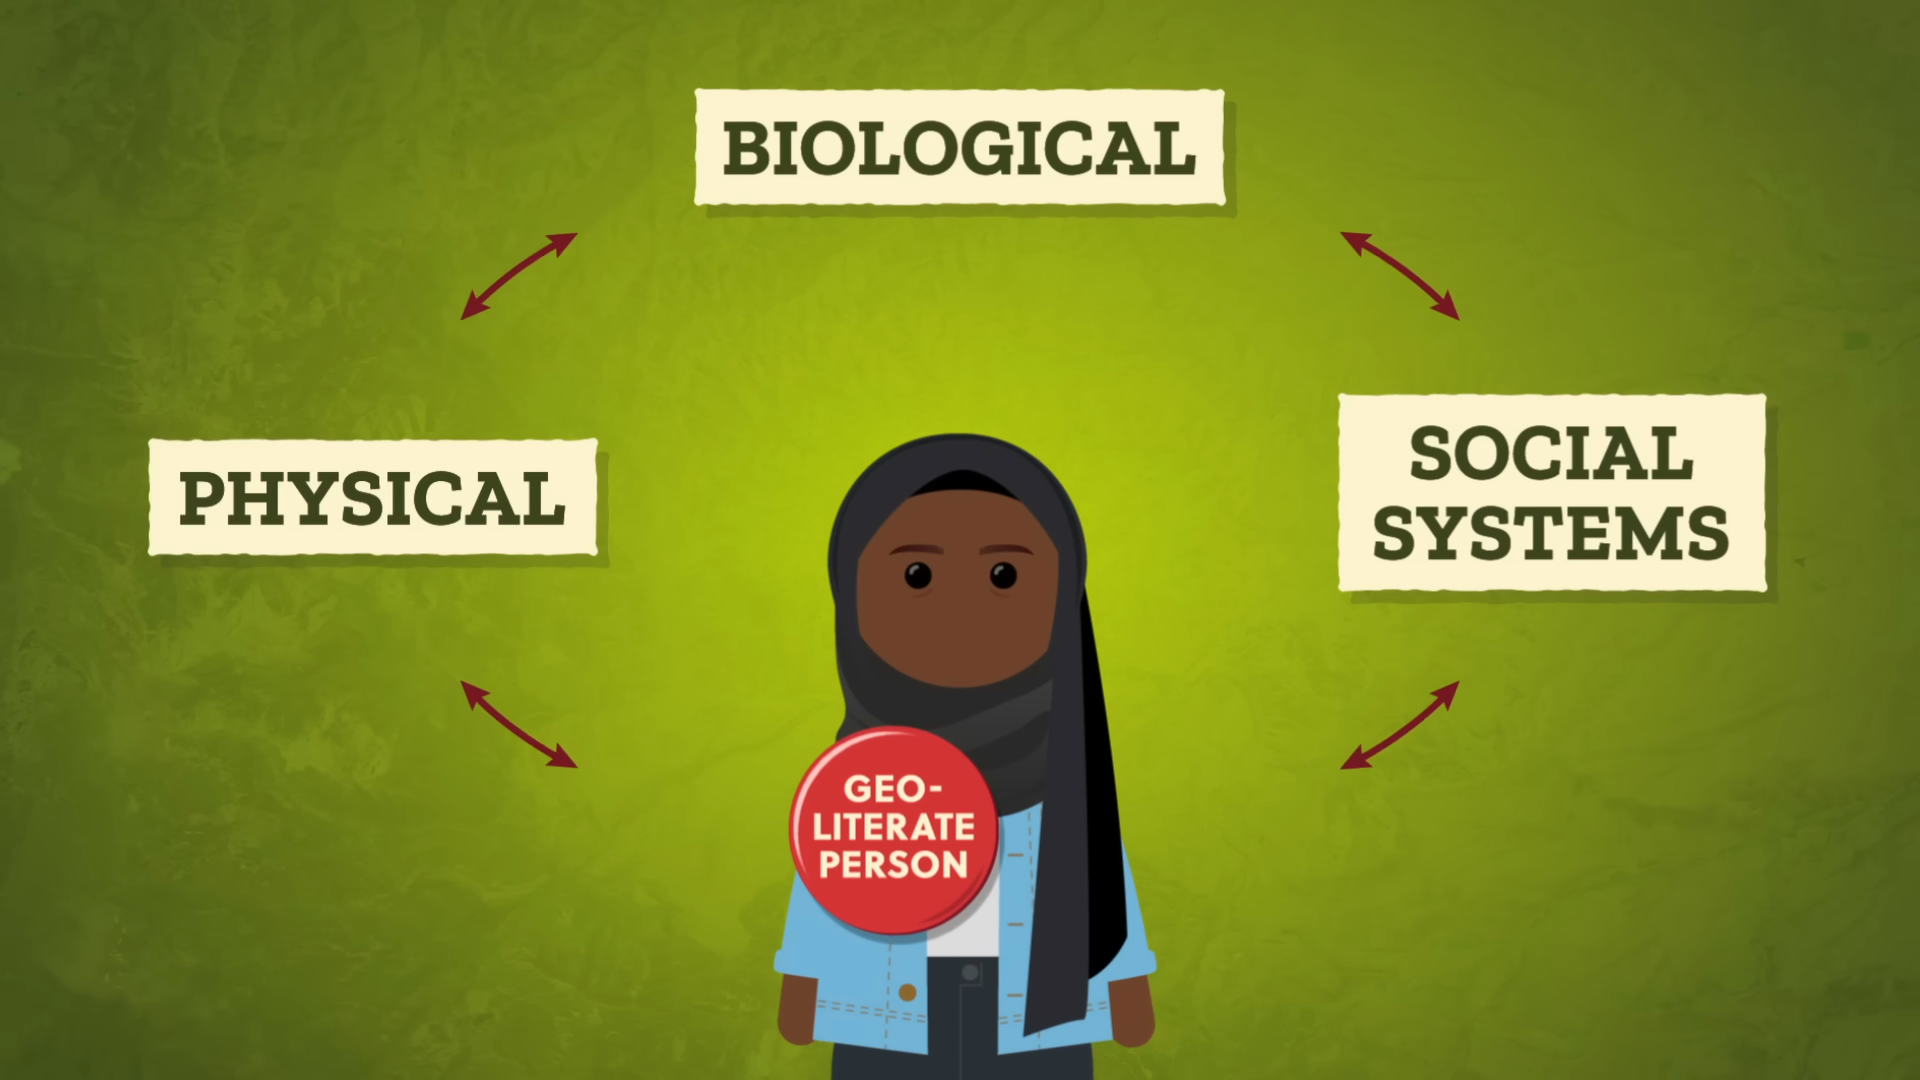 BIOLOGICAL
PHYSICAL
SOCIAL
SYSTEMS
GEO-
LITERATE
PERSON